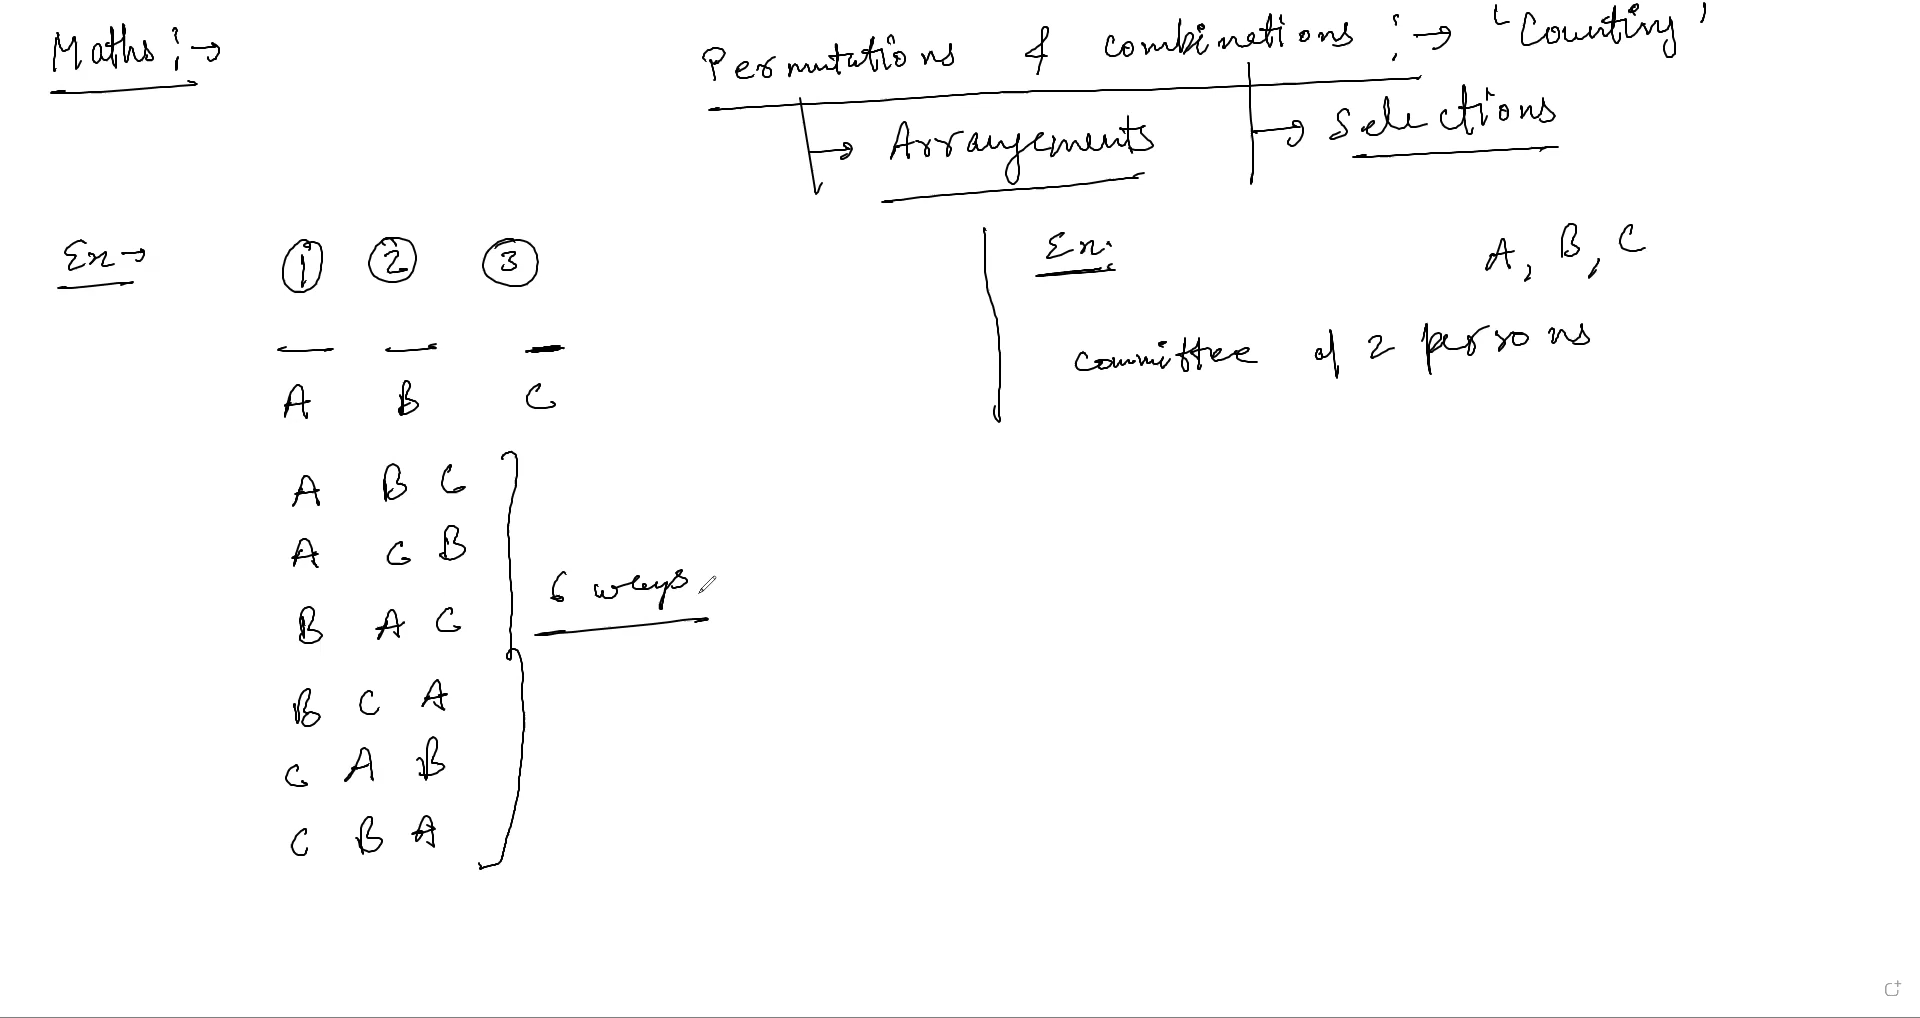 Maths :→
Permutations & combinations :→ 'Counting'
→ Arrangements
→ Selections
Ex →
① ② ③
A B C
A B C
A C B
B A C
B C A
C A B
C B A
6 ways.
Ex.
A, B, C
committee of 2 persons